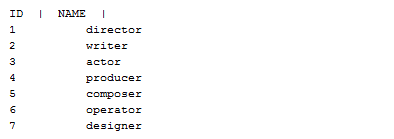 ID | NAME |
1 director
2 writer
3 actor
4 producer
5 composer
6 operator
7 designer